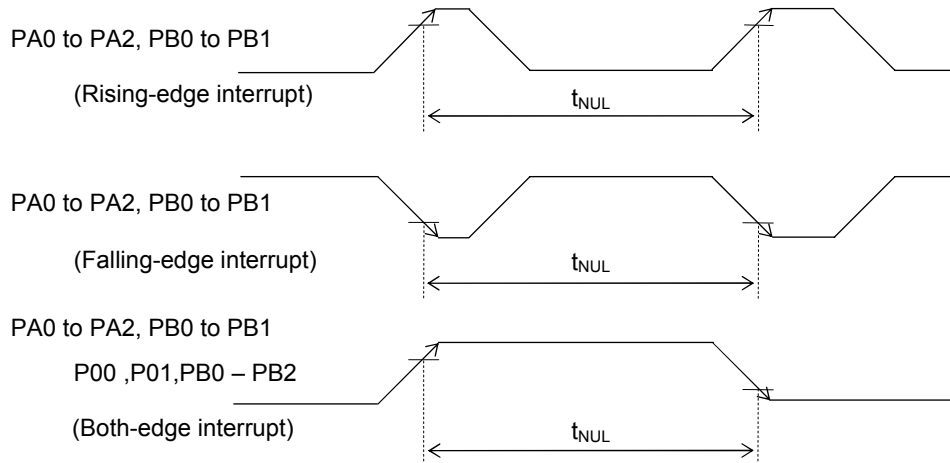 PA0 to PA2, PB0 to PB1
(Rising-edge interrupt)
tNUL
PA0 to PA2, PB0 to PB1
(Falling-edge interrupt)
tNUL
PA0 to PA2, PB0 to PB1
P00 ,P01,PB0 – PB2
(Both-edge interrupt)
tNUL